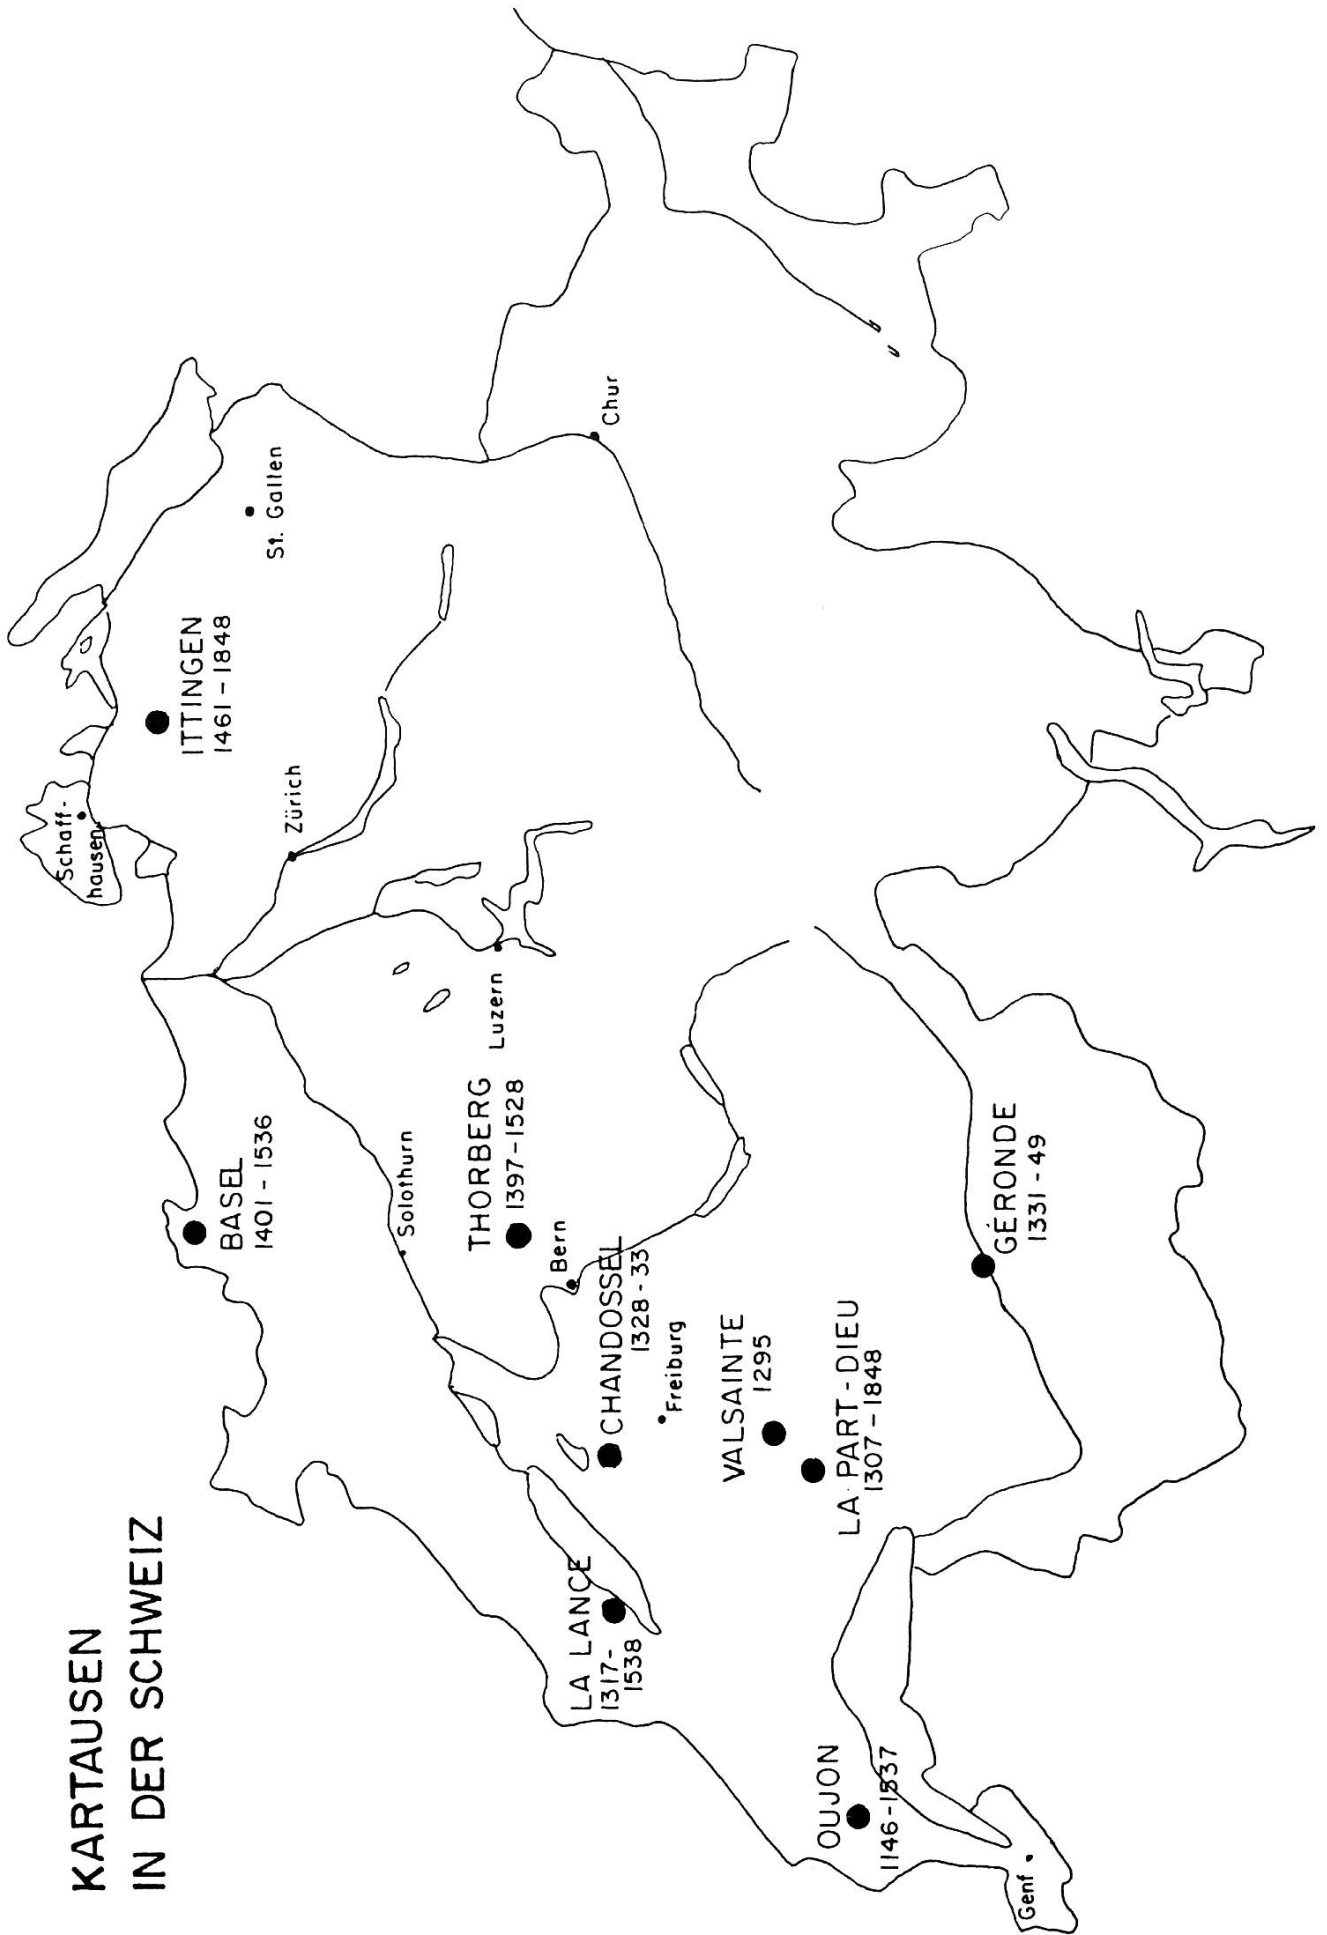 KARTAUSEN
IN DER SCHWEIZ
Schaff-
hausen
ITTINGEN
1461-1848
St. Gallen
Zürich
BASEL
1401-1536
Solothurn
THORBERG
1397-1528
Luzern
Chur
Bern
CHANDOSSEL
1328-33
Freiburg
LA LANCE
1317-
1538
VALSAINTE
1295
LA PART-DIEU
1307-1848
OUJON
1146-1537
GÉRONDE
1331-49
Genf